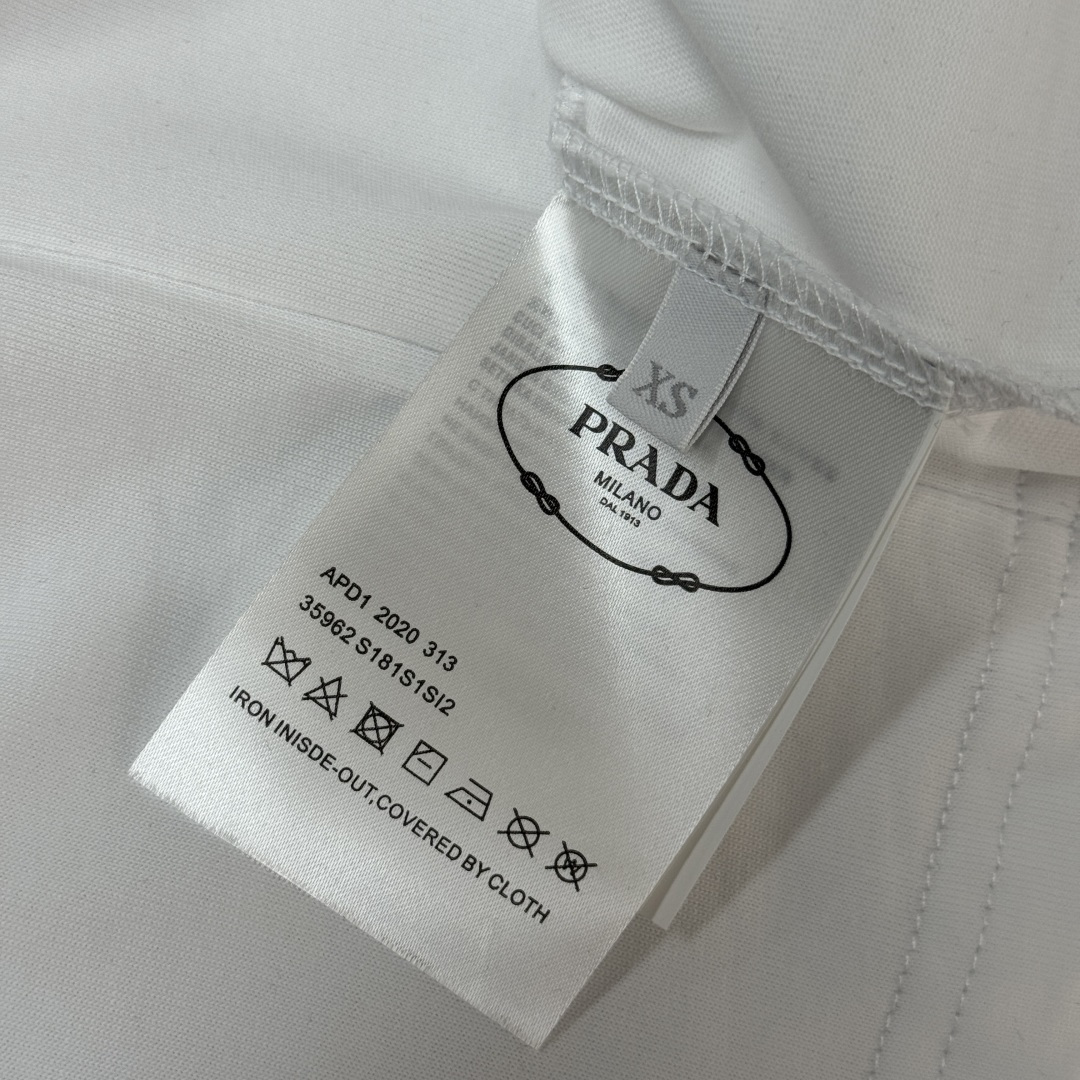 XS
PRADA
MILANO
DAL 1913
APD1 2020 313
35962 S181S1SI2
IRON INISDE-OUT,COVERED BY CLOTH